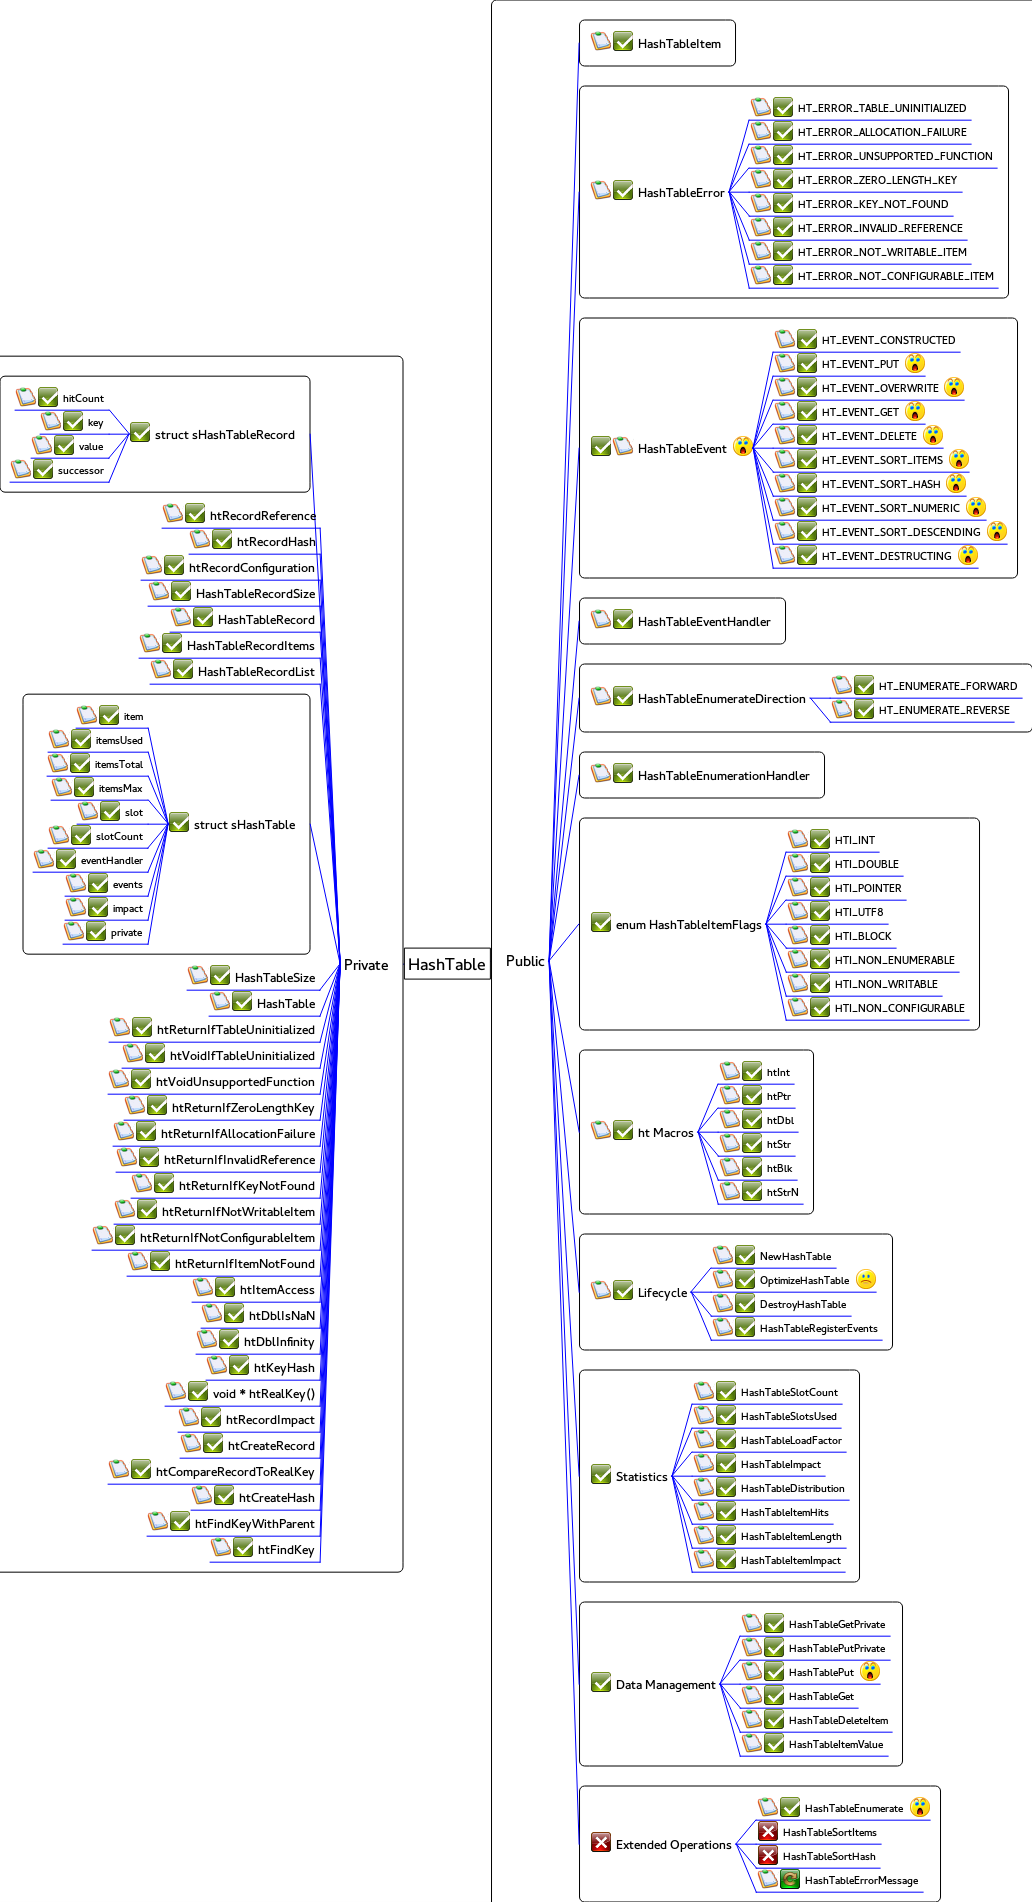 HashTable
Private
struct sHashTableRecord
hitCount
key
value
successor
htRecordReference
htRecordHash
htRecordConfiguration
HashTableRecordSize
HashTableRecord
HashTableRecordItems
HashTableRecordList
struct sHashTable
item
itemsUsed
itemsTotal
itemsMax
slot
slotCount
eventHandler
events
impact
private
HashTableSize
HashTable
htReturnIfTableUninitialized
htVoidIfTableUninitialized
htVoidUnsupportedFunction
htReturnIfZeroLengthKey
htReturnIfAllocationFailure
htReturnIfInvalidReference
htReturnIfKeyNotFound
htReturnIfNotWritableItem
htReturnIfNotConfigurableItem
htReturnIfItemNotFound
htItemAccess
htDblIsNaN
htDblInfinity
htKeyHash
void * htRealKey()
htRecordImpact
htCreateRecord
htCompareRecordToRealKey
htCreateHash
htFindKeyWithParent
htFindKey
Public
HashTableItem
HashTableError
HT_ERROR_TABLE_UNINITIALIZED
HT_ERROR_ALLOCATION_FAILURE
HT_ERROR_UNSUPPORTED_FUNCTION
HT_ERROR_ZERO_LENGTH_KEY
HT_ERROR_KEY_NOT_FOUND
HT_ERROR_INVALID_REFERENCE
HT_ERROR_NOT_WRITABLE_ITEM
HT_ERROR_NOT_CONFIGURABLE_ITEM
HashTableEvent
HT_EVENT_CONSTRUCTED
HT_EVENT_PUT
HT_EVENT_OVERWRITE
HT_EVENT_GET
HT_EVENT_DELETE
HT_EVENT_SORT_ITEMS
HT_EVENT_SORT_HASH
HT_EVENT_SORT_NUMERIC
HT_EVENT_SORT_DESCENDING
HT_EVENT_DESTRUCTING
HashTableEventHandler
HashTableEnumerateDirection
HT_ENUMERATE_FORWARD
HT_ENUMERATE_REVERSE
HashTableEnumerationHandler
enum HashTableItemFlags
HTI_INT
HTI_DOUBLE
HTI_POINTER
HTI_UTF8
HTI_BLOCK
HTI_NON_ENUMERABLE
HTI_NON_WRITABLE
HTI_NON_CONFIGURABLE
ht Macros
htInt
htPtr
htDbl
htStr
htBlk
htStrN
Lifecycle
NewHashTable
OptimizeHashTable
DestroyHashTable
HashTableRegisterEvents
Statistics
HashTableSlotCount
HashTableSlotsUsed
HashTableLoadFactor
HashTableImpact
HashTableDistribution
HashTableItemHits
HashTableItemLength
HashTableItemImpact
Data Management
HashTableGetPrivate
HashTablePutPrivate
HashTablePut
HashTableGet
HashTableDeleteItem
HashTableItemValue
Extended Operations
HashTableEnumerate
HashTableSortItems
HashTableSortHash
HashTableErrorMessage